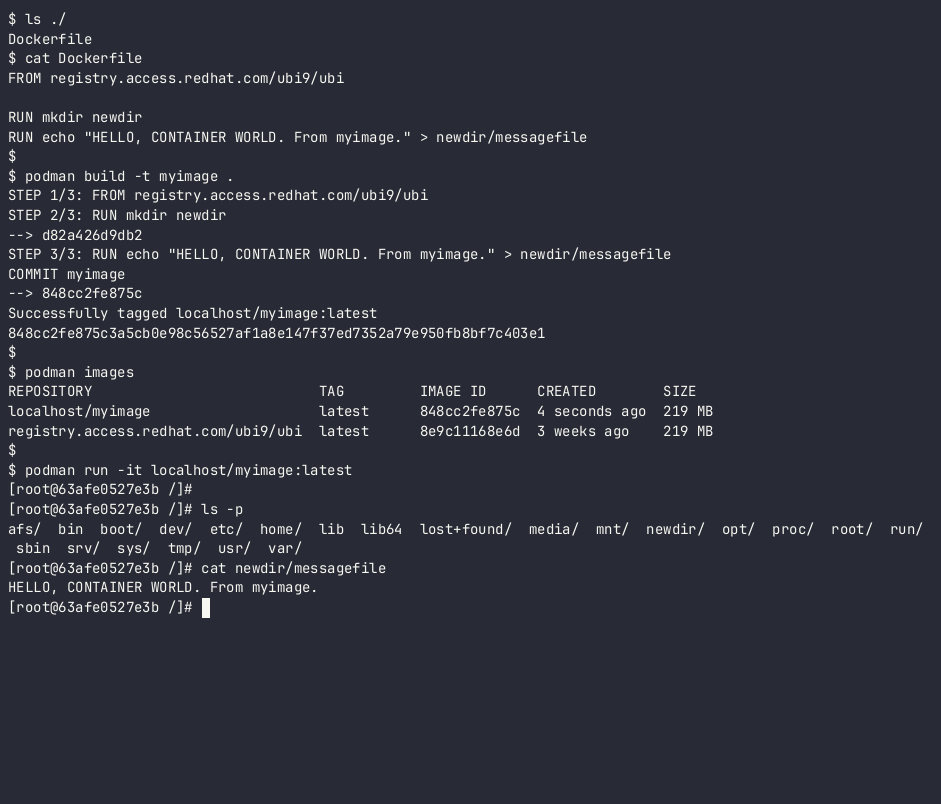 $ ls ./
Dockerfile
$ cat Dockerfile
FROM registry.access.redhat.com/ubi9/ubi

RUN mkdir newdir
RUN echo "HELLO, CONTAINER WORLD. From myimage." > newdir/messagefile
$
$ podman build -t myimage .
STEP 1/3: FROM registry.access.redhat.com/ubi9/ubi
STEP 2/3: RUN mkdir newdir
--> d82a426d9db2
STEP 3/3: RUN echo "HELLO, CONTAINER WORLD. From myimage." > newdir/messagefile
COMMIT myimage
--> 848cc2fe875c
Successfully tagged localhost/myimage:latest
848cc2fe875c3a5cb0e98c56527af1a8e147f37ed7352a79e950fb8bf7c403e1
$
$ podman images
REPOSITORY                           TAG         IMAGE ID      CREATED        SIZE
localhost/myimage                    latest      848cc2fe875c  4 seconds ago  219 MB
registry.access.redhat.com/ubi9/ubi  latest      8e9c11168e6d  3 weeks ago    219 MB
$
$ podman run -it localhost/myimage:latest
[root@63afe0527e3b /]#
[root@63afe0527e3b /]# ls -p
afs/  bin  boot/  dev/  etc/  home/  lib  lib64  lost+found/  media/  mnt/  newdir/  opt/  proc/  root/  run/
 sbin  srv/  sys/  tmp/  usr/  var/
[root@63afe0527e3b /]# cat newdir/messagefile
HELLO, CONTAINER WORLD. From myimage.
[root@63afe0527e3b /]#